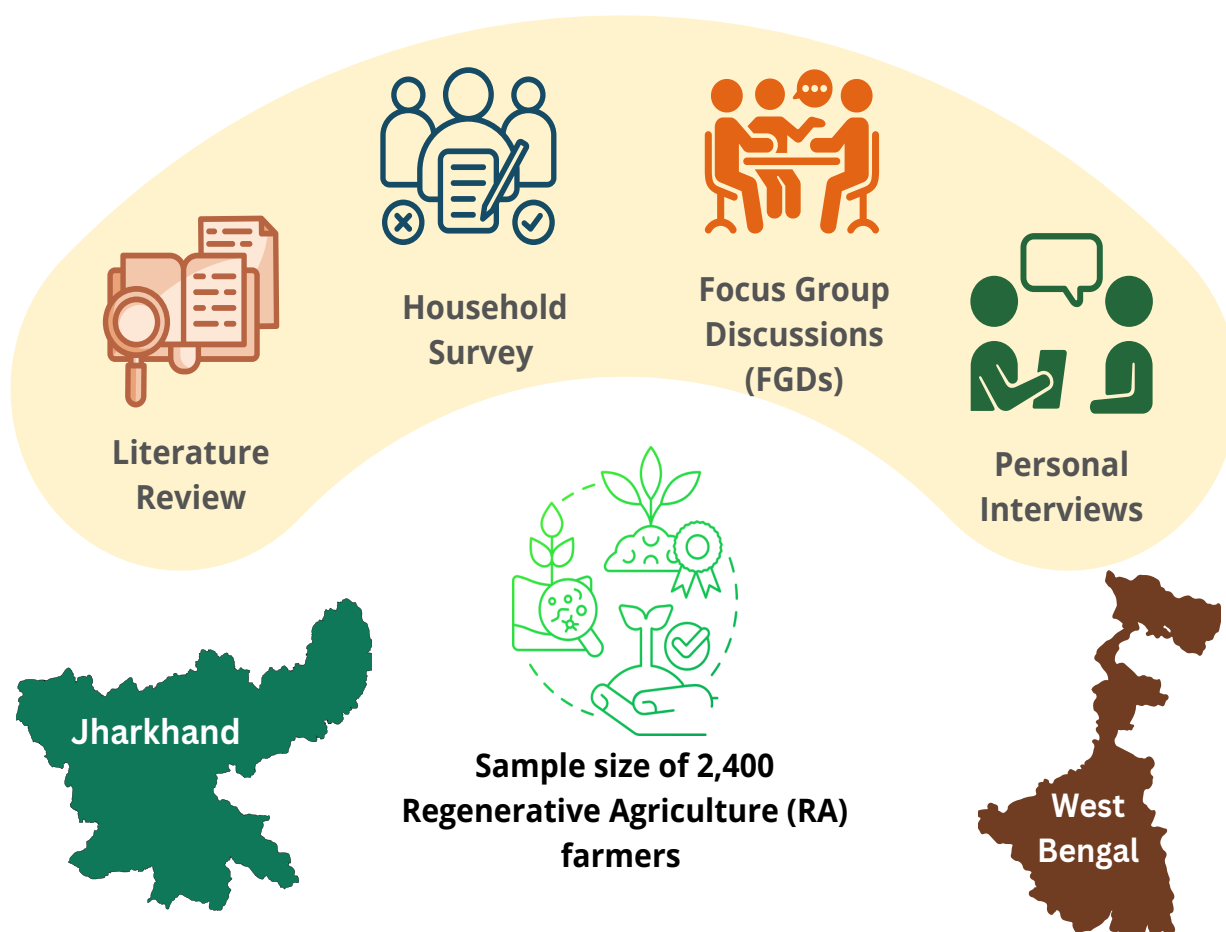 Household
Survey
Focus Group
Discussions
(FGDs)
Literature
Review
Personal
Interviews
Jharkhand
Sample size of 2,400
Regenerative Agriculture (RA)
farmers
West
Bengal